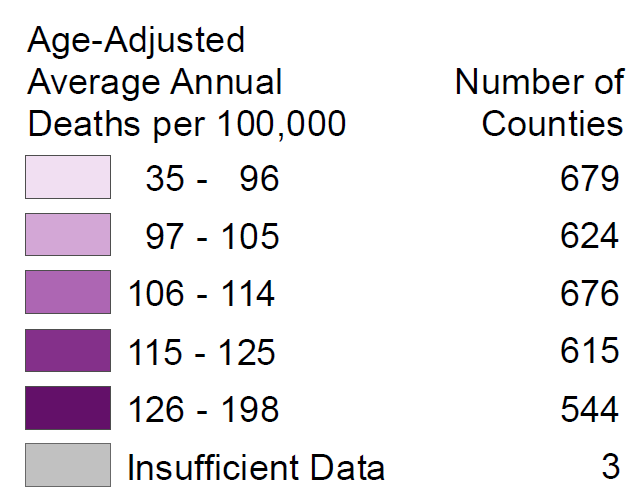 Age-Adjusted
Average Annual Number of
Deaths per 100,000 Counties
35 - 96 679
97 - 105 624
106 - 114 676
115 - 125 615
126 - 198 544
Insufficient Data 3